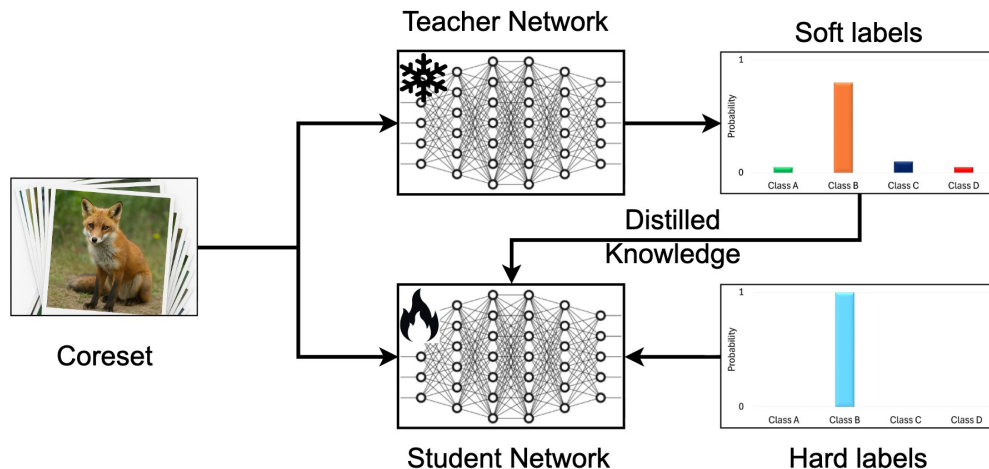 Teacher Network
Soft labels
1
Probability
0
Class A
Class B
Class C
Class D
Distilled
Knowledge
Coreset
1
Probability
0
Class A
Class B
Class C
Class D
Student Network
Hard labels